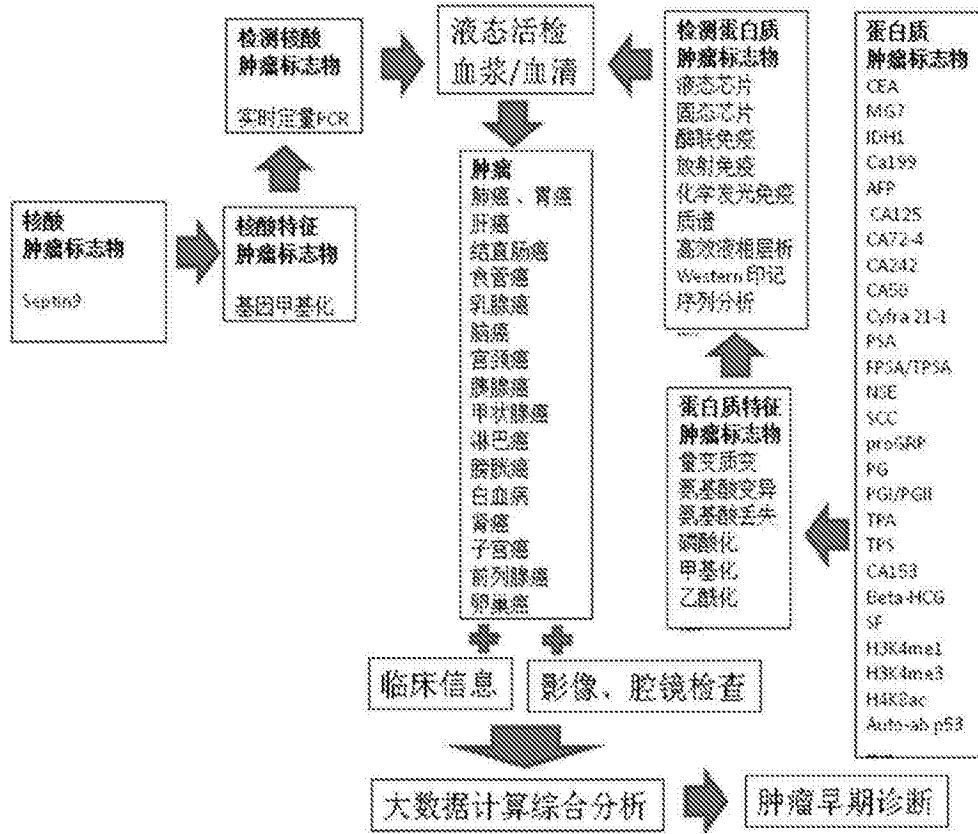 检测核酸
肿瘤标志物
实时定量PCR
液态活检
血浆/血清
检测蛋白质
肿瘤标志物
液态芯片
固态芯片
酶联免疫
放射免疫
化学发光免疫
质谱
高效液相层析
Western 印记
序列分析
......
蛋白质
肿瘤标志物
CEA
MG7
IDH1
Ca199
AFP
CA125
CA72-4
CA242
CA50
Cyfra 21-1
PSA
FPSA/TPSA
NSE
SCC
proGRP
PG
PGI/PGII
TPA
TPS
CA153
Beta-HCG
SF
H3K4me1
H3K4me3
H4K8ac
Auto-ab p53
......
核酸
肿瘤标志物
Septin9
核酸特征
肿瘤标志物
基因甲基化
肿瘤
肺癌、胃癌
肝癌
结直肠癌
食管癌
乳腺癌
脑癌
宫颈癌
胰腺癌
甲状腺癌
淋巴癌
膀胱癌
白血病
肾癌
子宫癌
前列腺癌
卵巢癌
蛋白质特征
肿瘤标志物
量变质变
氨基酸变异
氨基酸丢失
磷酸化
甲基化
乙酰化
......
临床信息
影像、腔镜检查
大数据计算综合分析
肿瘤早期诊断